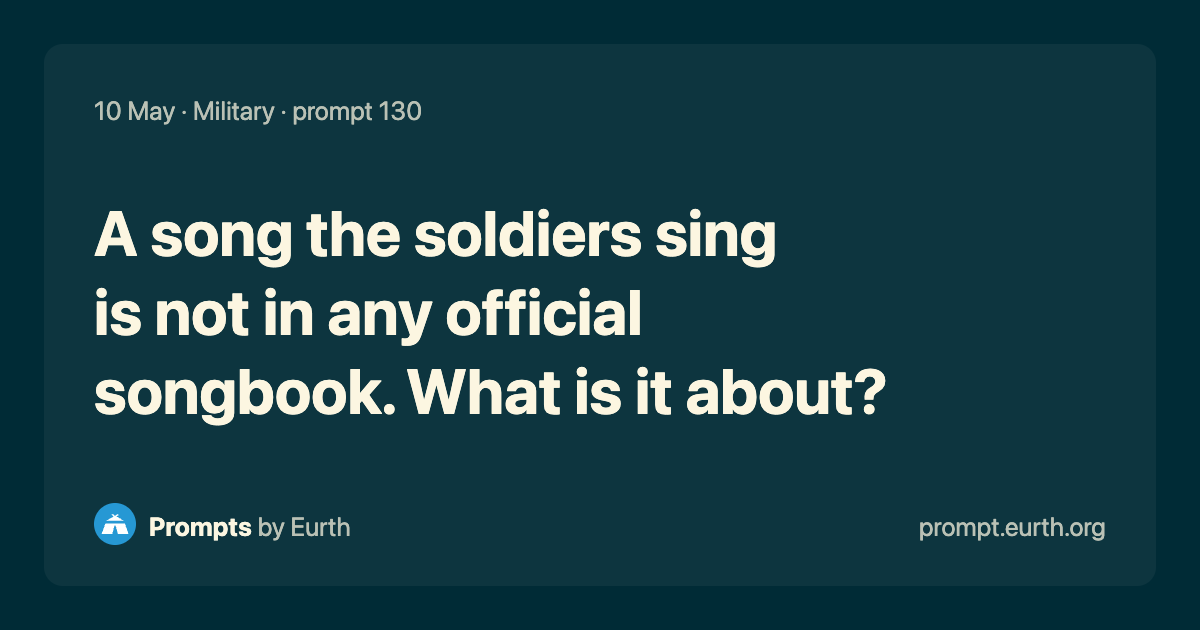 10 May · Military · prompt 130
A song the soldiers sing
is not in any official
songbook. What is it about?
Prompts by Eurth
prompt.eurth.org